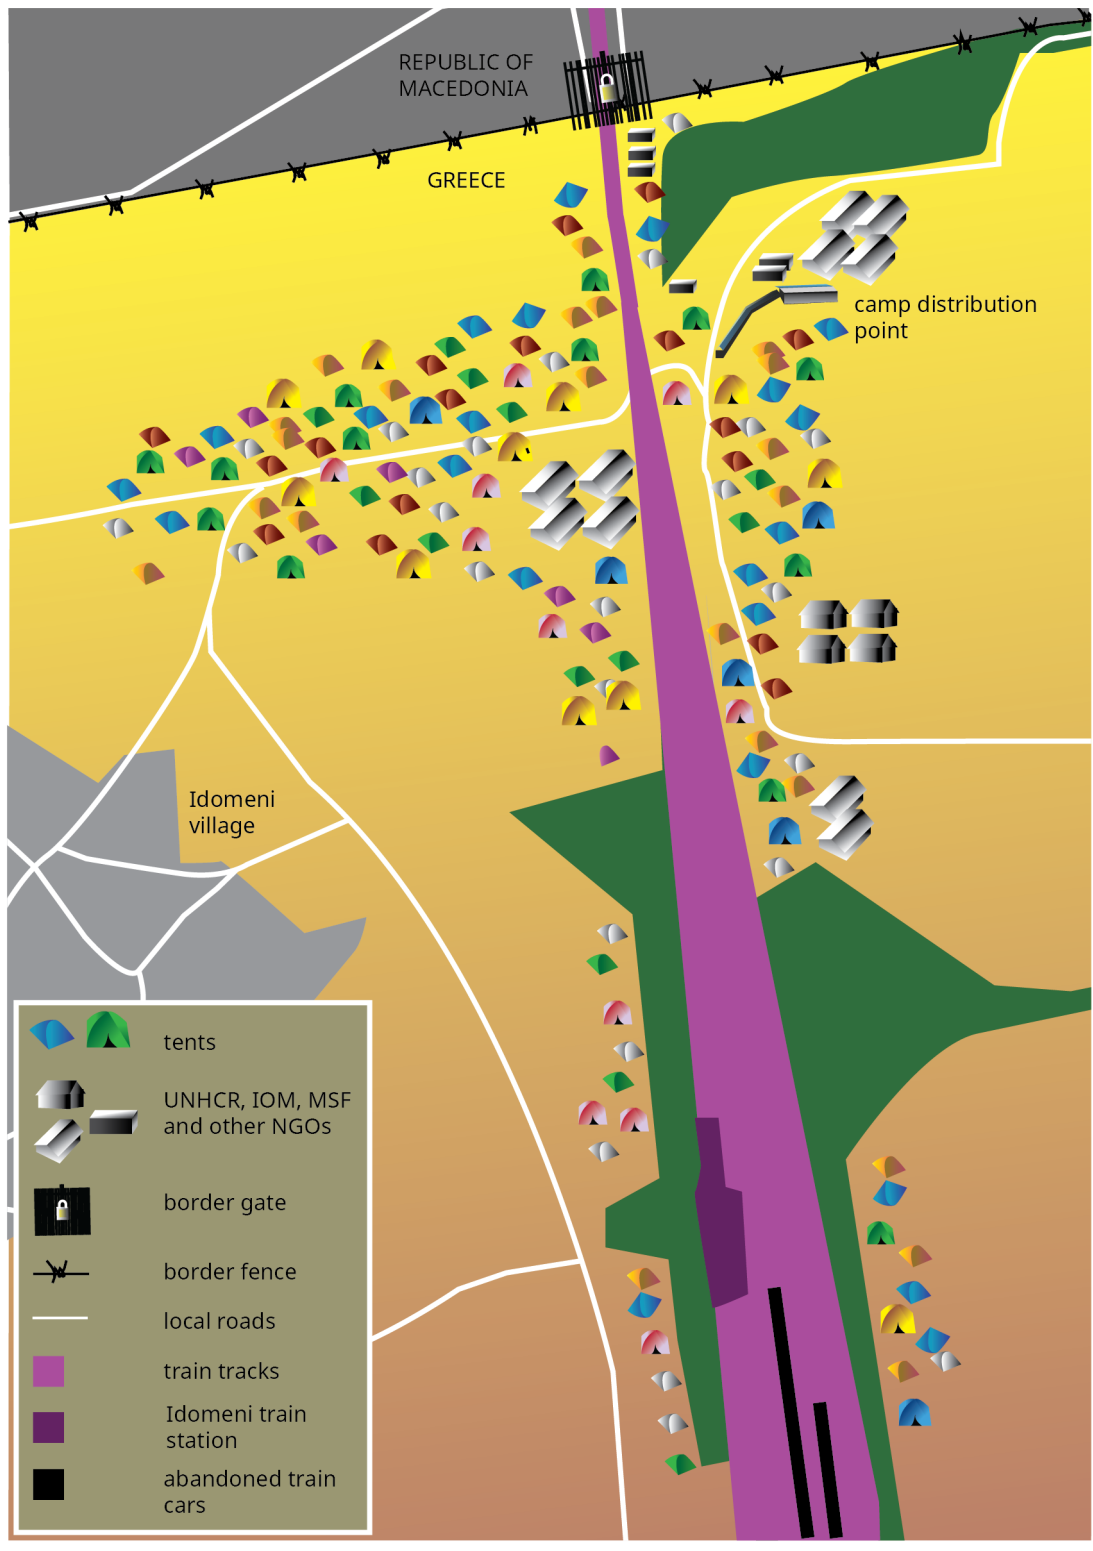 REPUBLIC OF
MACEDONIA
GREECE
camp distribution
point
Idomeni
village
tents
UNHCR, IOM, MSF
and other NGOs
border gate
border fence
local roads
train tracks
Idomeni train
station
abandoned train
cars